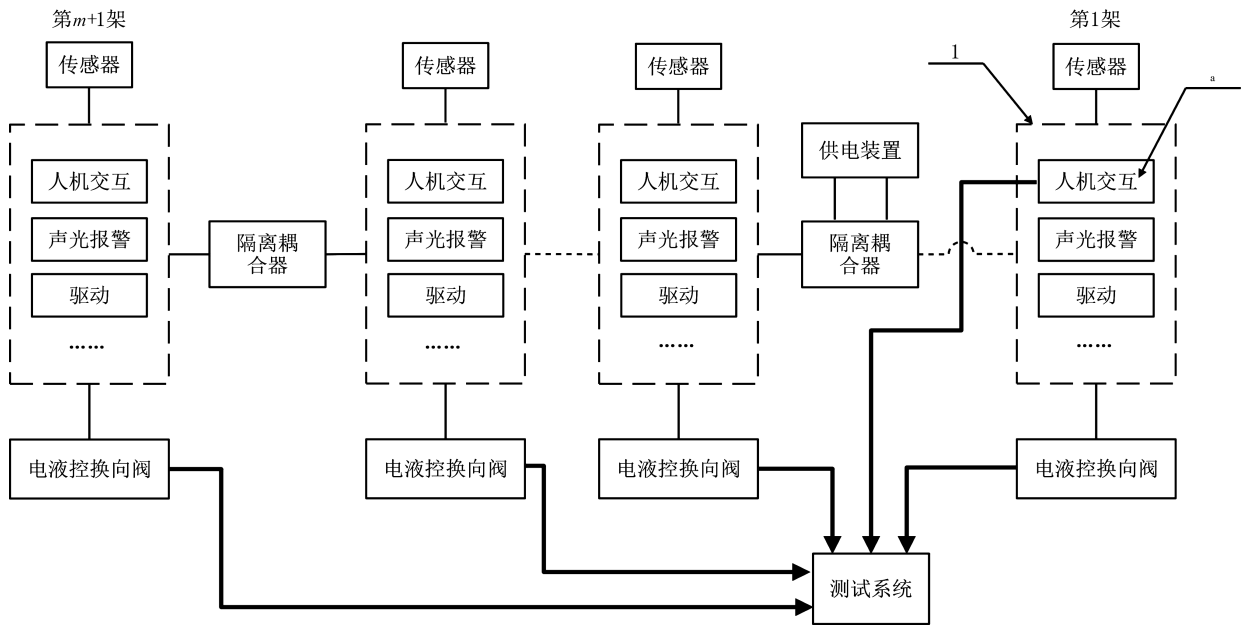 第m+1架
第1架
传感器
传感器
传感器
1
传感器
a
供电装置
人机交互
人机交互
人机交互
人机交互
声光报警
隔离耦
合器
声光报警
声光报警
隔离耦
合器
声光报警
驱动
驱动
驱动
驱动
……
……
……
……
电液控换向阀
电液控换向阀
电液控换向阀
电液控换向阀
测试系统